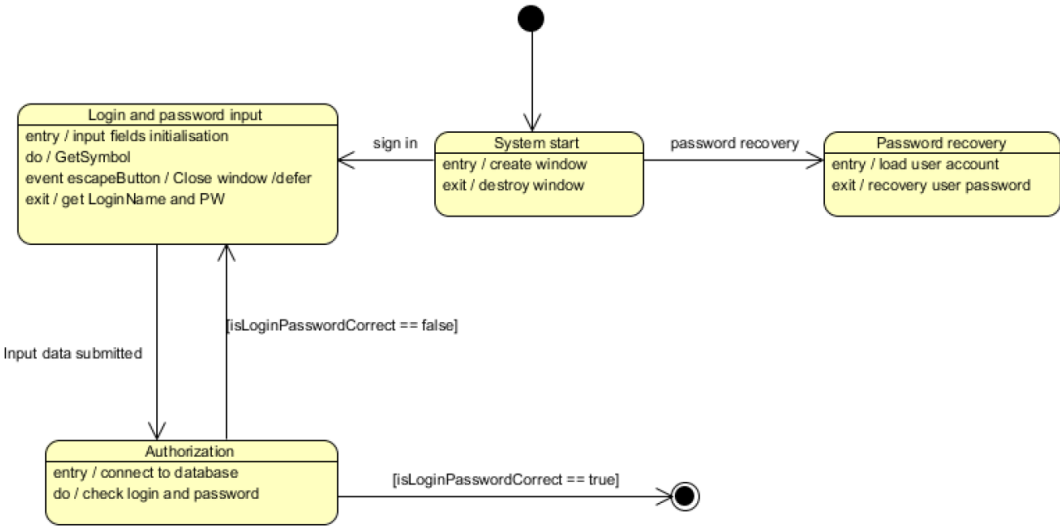 Login and password input
entry / input fields initialisation
do / GetSymbol
event escapeButton / Close window /defer
exit / get LoginName and PW
sign in
System start
entry / create window
exit / destroy window
password recovery
Password recovery
entry / load user account
exit / recovery user password
[isLoginPasswordCorrect == false]
Input data submitted
Authorization
entry / connect to database
do / check login and password
[isLoginPasswordCorrect == true]